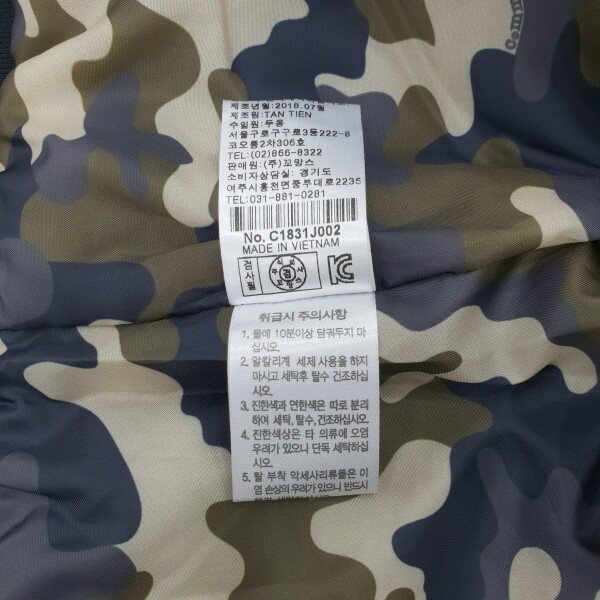 제조년월:2018.07월
제조원:TAN TIEN
수입원:두홍
서울구로구구로3동222-8
코오롱2차306호
TEL:(02)866-8322
판매원:(주)꼬망스
소비자상담실:경기도
여주시흥천면중부대로2235
TEL:031-881-0281
No. C1831J002
MADE IN VIETNAM
검사필
검
취급시 주의사항
1. 물에 10분이상 담궈두지 마
십시오.
2. 알칼리계 세제 사용을 하지
마시고 세탁후 탈수 건조하십
시오.
3. 진한색과 연한색은 따로 분리
하여 세탁, 탈수, 건조하십시오.
4. 진한색상은 타 의류에 오염
우려가 있으니 단독 세탁하십
시오.
5. 탈 부착 악세사리류들은 이
염 손상의 우려가 있으니 반드시